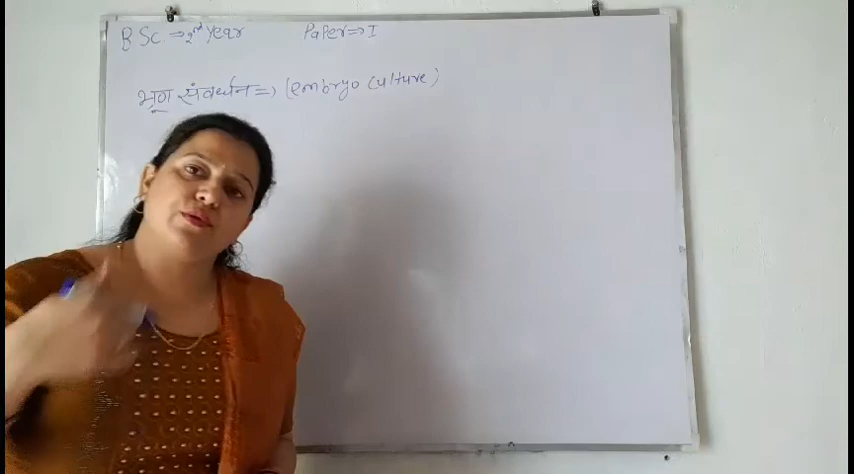 B Sc. ⇒ 2nd Year Paper ⇒ I
भ्रूण संवर्धन ⇒ (embryo culture)